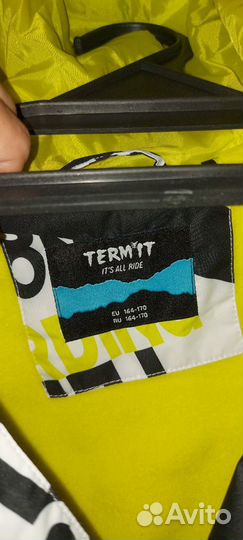 TERMIT
IT'S ALL RIDE
EU 164-170
RU 164-170
Avito